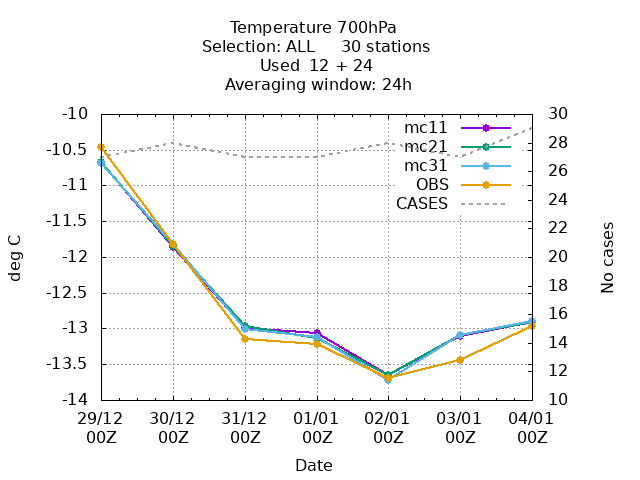 Temperature 700hPa
Selection: ALL     30 stations
Used  12 + 24
Averaging window: 24h
-10
-10.5
-11
-11.5
-12
-12.5
-13
-13.5
-14
deg C
30
28
26
24
22
20
18
16
14
12
10
No cases
mc11
mc21
mc31
OBS
CASES
29/12 30/12 31/12 01/01 02/01 03/01 04/01
00Z 00Z 00Z 00Z 00Z 00Z 00Z
Date